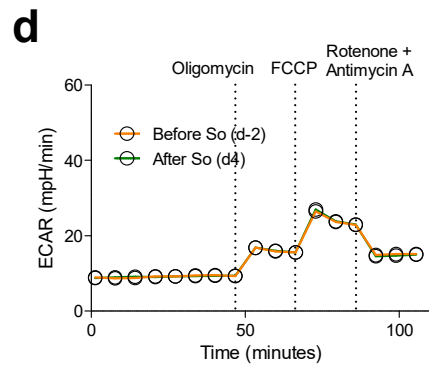 d
Rotenone +
Oligomycin FCCP Antimycin A
60
Before So (d-2)
After So (d4)
40
ECAR (mpH/min)
20
0
0 50 100
Time (minutes)